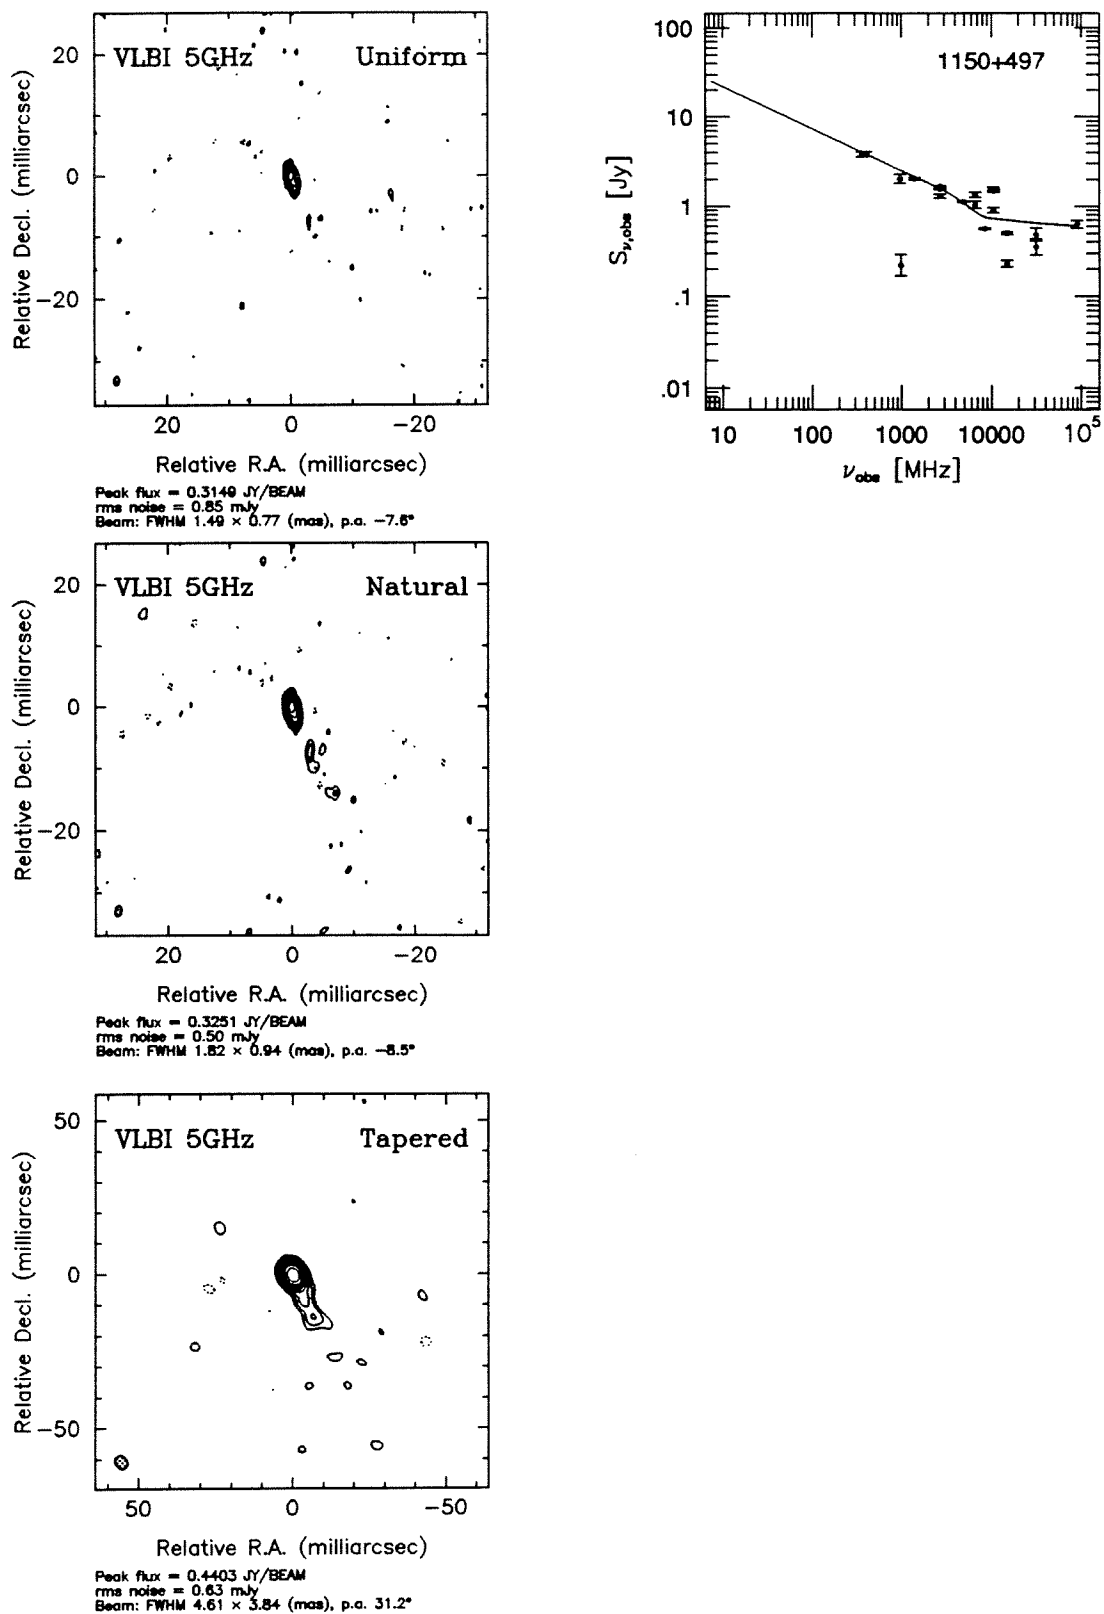 VLBI 5GHz Uniform
Relative Decl. (milliarcsec)
20
0
−20
20 0 −20
Relative R.A. (milliarcsec)
Peak flux = 0.3149 JY/BEAM
rms noise = 0.85 mJy
Beam: FWHM 1.49 × 0.77 (mas), p.a. −7.6°
1150+497
S_ν,obs [Jy]
100
10
1
.1
.01
10 100 1000 10000 10^5
ν_obs [MHz]
VLBI 5GHz Natural
Relative Decl. (milliarcsec)
20
0
−20
20 0 −20
Relative R.A. (milliarcsec)
Peak flux = 0.3251 JY/BEAM
rms noise = 0.50 mJy
Beam: FWHM 1.82 × 0.94 (mas), p.a. −8.5°
VLBI 5GHz Tapered
Relative Decl. (milliarcsec)
50
0
−50
50 0 −50
Relative R.A. (milliarcsec)
Peak flux = 0.4403 JY/BEAM
rms noise = 0.63 mJy
Beam: FWHM 4.61 × 3.84 (mas), p.a. 31.2°